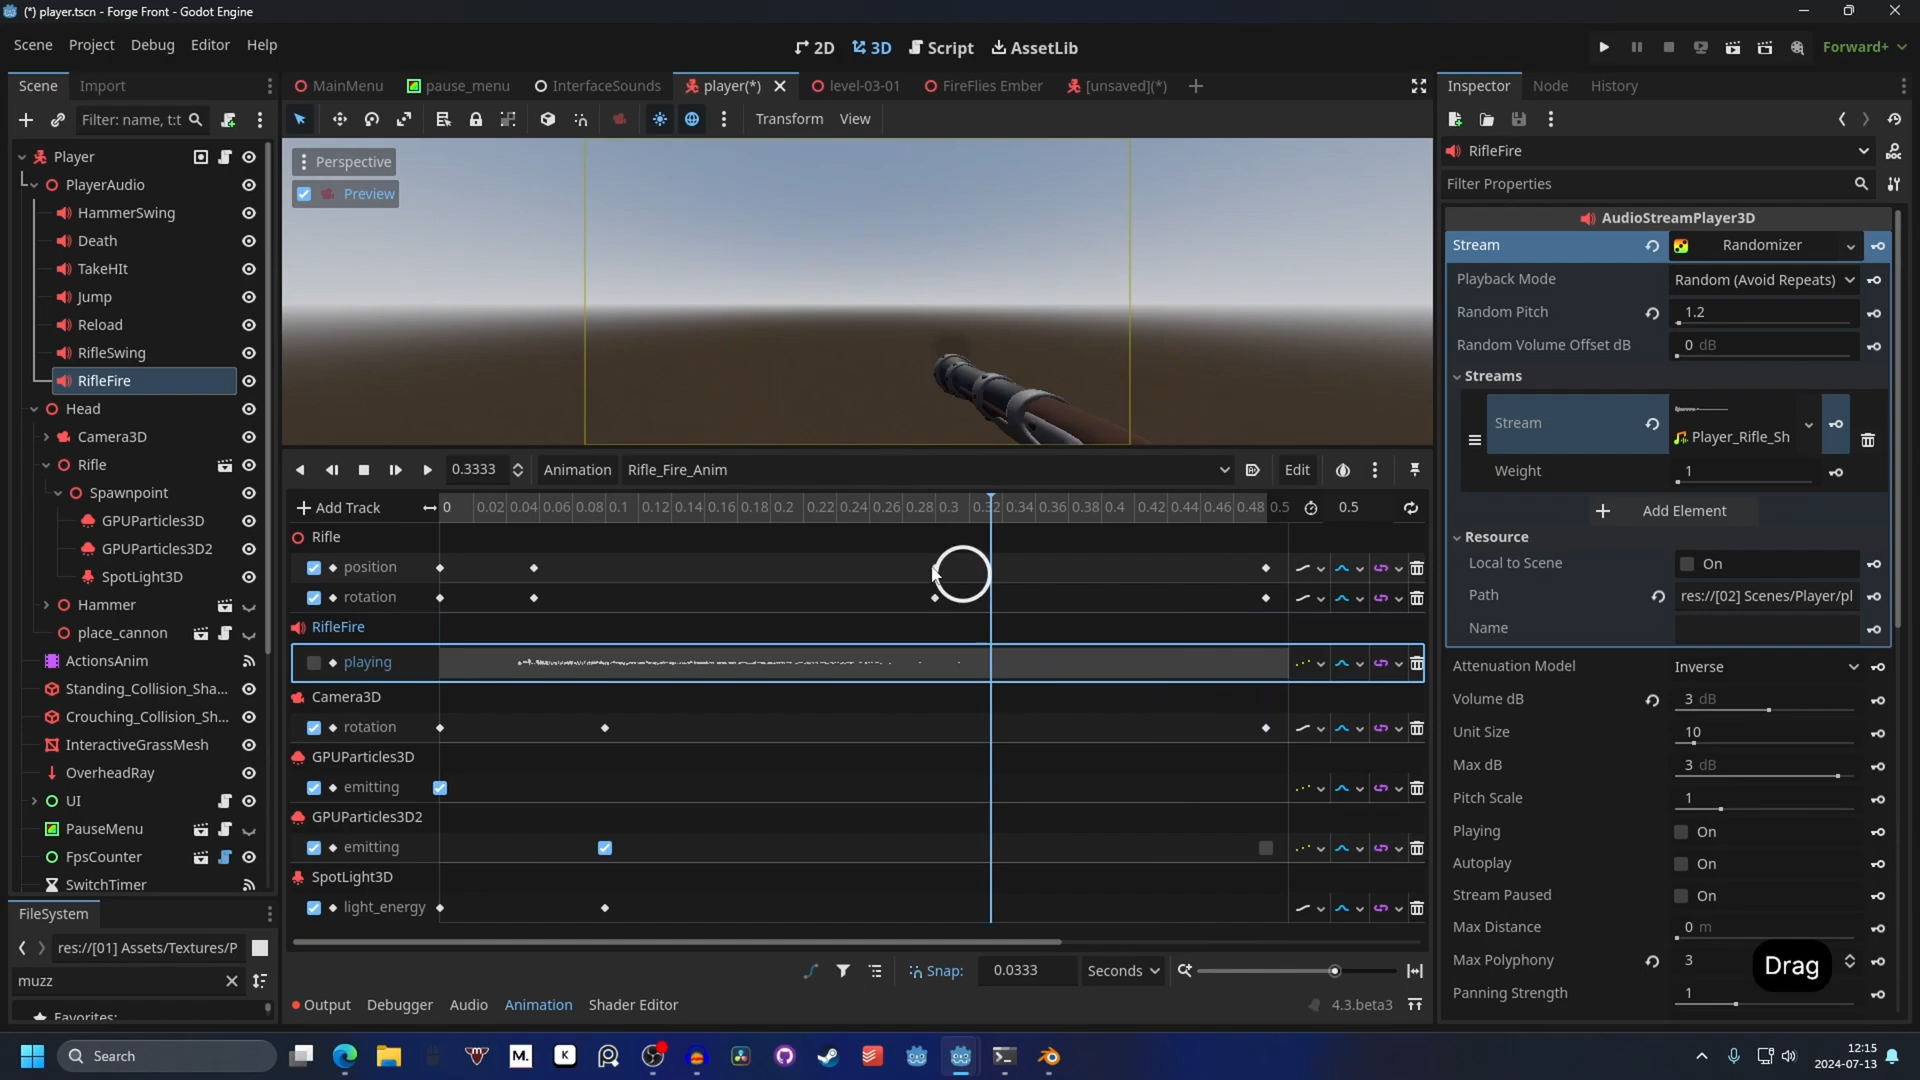 (*) player.tscn - Forge Front - Godot Engine
Scene Project Debug Editor Help
2D 3D Script AssetLib
Forward+
Scene Import
MainMenu pause_menu InterfaceSounds player(*) level-03-01 FireFlies Ember [unsaved](*)
Inspector Node History
Filter: name, t:t
Transform View
Player
PlayerAudio
HammerSwing
Death
TakeHIt
Jump
Reload
RifleSwing
RifleFire
Head
Camera3D
Rifle
Spawnpoint
GPUParticles3D
GPUParticles3D2
SpotLight3D
Hammer
place_cannon
ActionsAnim
Standing_Collision_Sha...
Crouching_Collision_Sh...
InteractiveGrassMesh
OverheadRay
UI
PauseMenu
FpsCounter
SwitchTimer
FileSystem
res://[01] Assets/Textures/P
muzz
Favorites:
Perspective
Preview
0.3333 Animation Rifle_Fire_Anim Edit
Add Track 0 0.02 0.04 0.06 0.08 0.1 0.12 0.14 0.16 0.18 0.2 0.22 0.24 0.26 0.28 0.3 0.32 0.34 0.36 0.38 0.4 0.42 0.44 0.46 0.48 0.5 0.5
Rifle
position
rotation
RifleFire
playing
Camera3D
rotation
GPUParticles3D
emitting
GPUParticles3D2
emitting
SpotLight3D
light_energy
Snap: 0.0333 Seconds
Output Debugger Audio Animation Shader Editor 4.3.beta3
RifleFire
Filter Properties
AudioStreamPlayer3D
Stream Randomizer
Playback Mode Random (Avoid Repeats)
Random Pitch 1.2
Random Volume Offset dB 0 dB
Streams
Stream Player_Rifle_Sh
Weight 1
Add Element
Resource
Local to Scene On
Path res://[02] Scenes/Player/pl
Name
Attenuation Model Inverse
Volume dB 3 dB
Unit Size 10
Max dB 3 dB
Pitch Scale 1
Playing On
Autoplay On
Stream Paused On
Max Distance 0 m
Max Polyphony 3
Panning Strength 1
Drag
Search
M.
K
12:15
2024-07-13